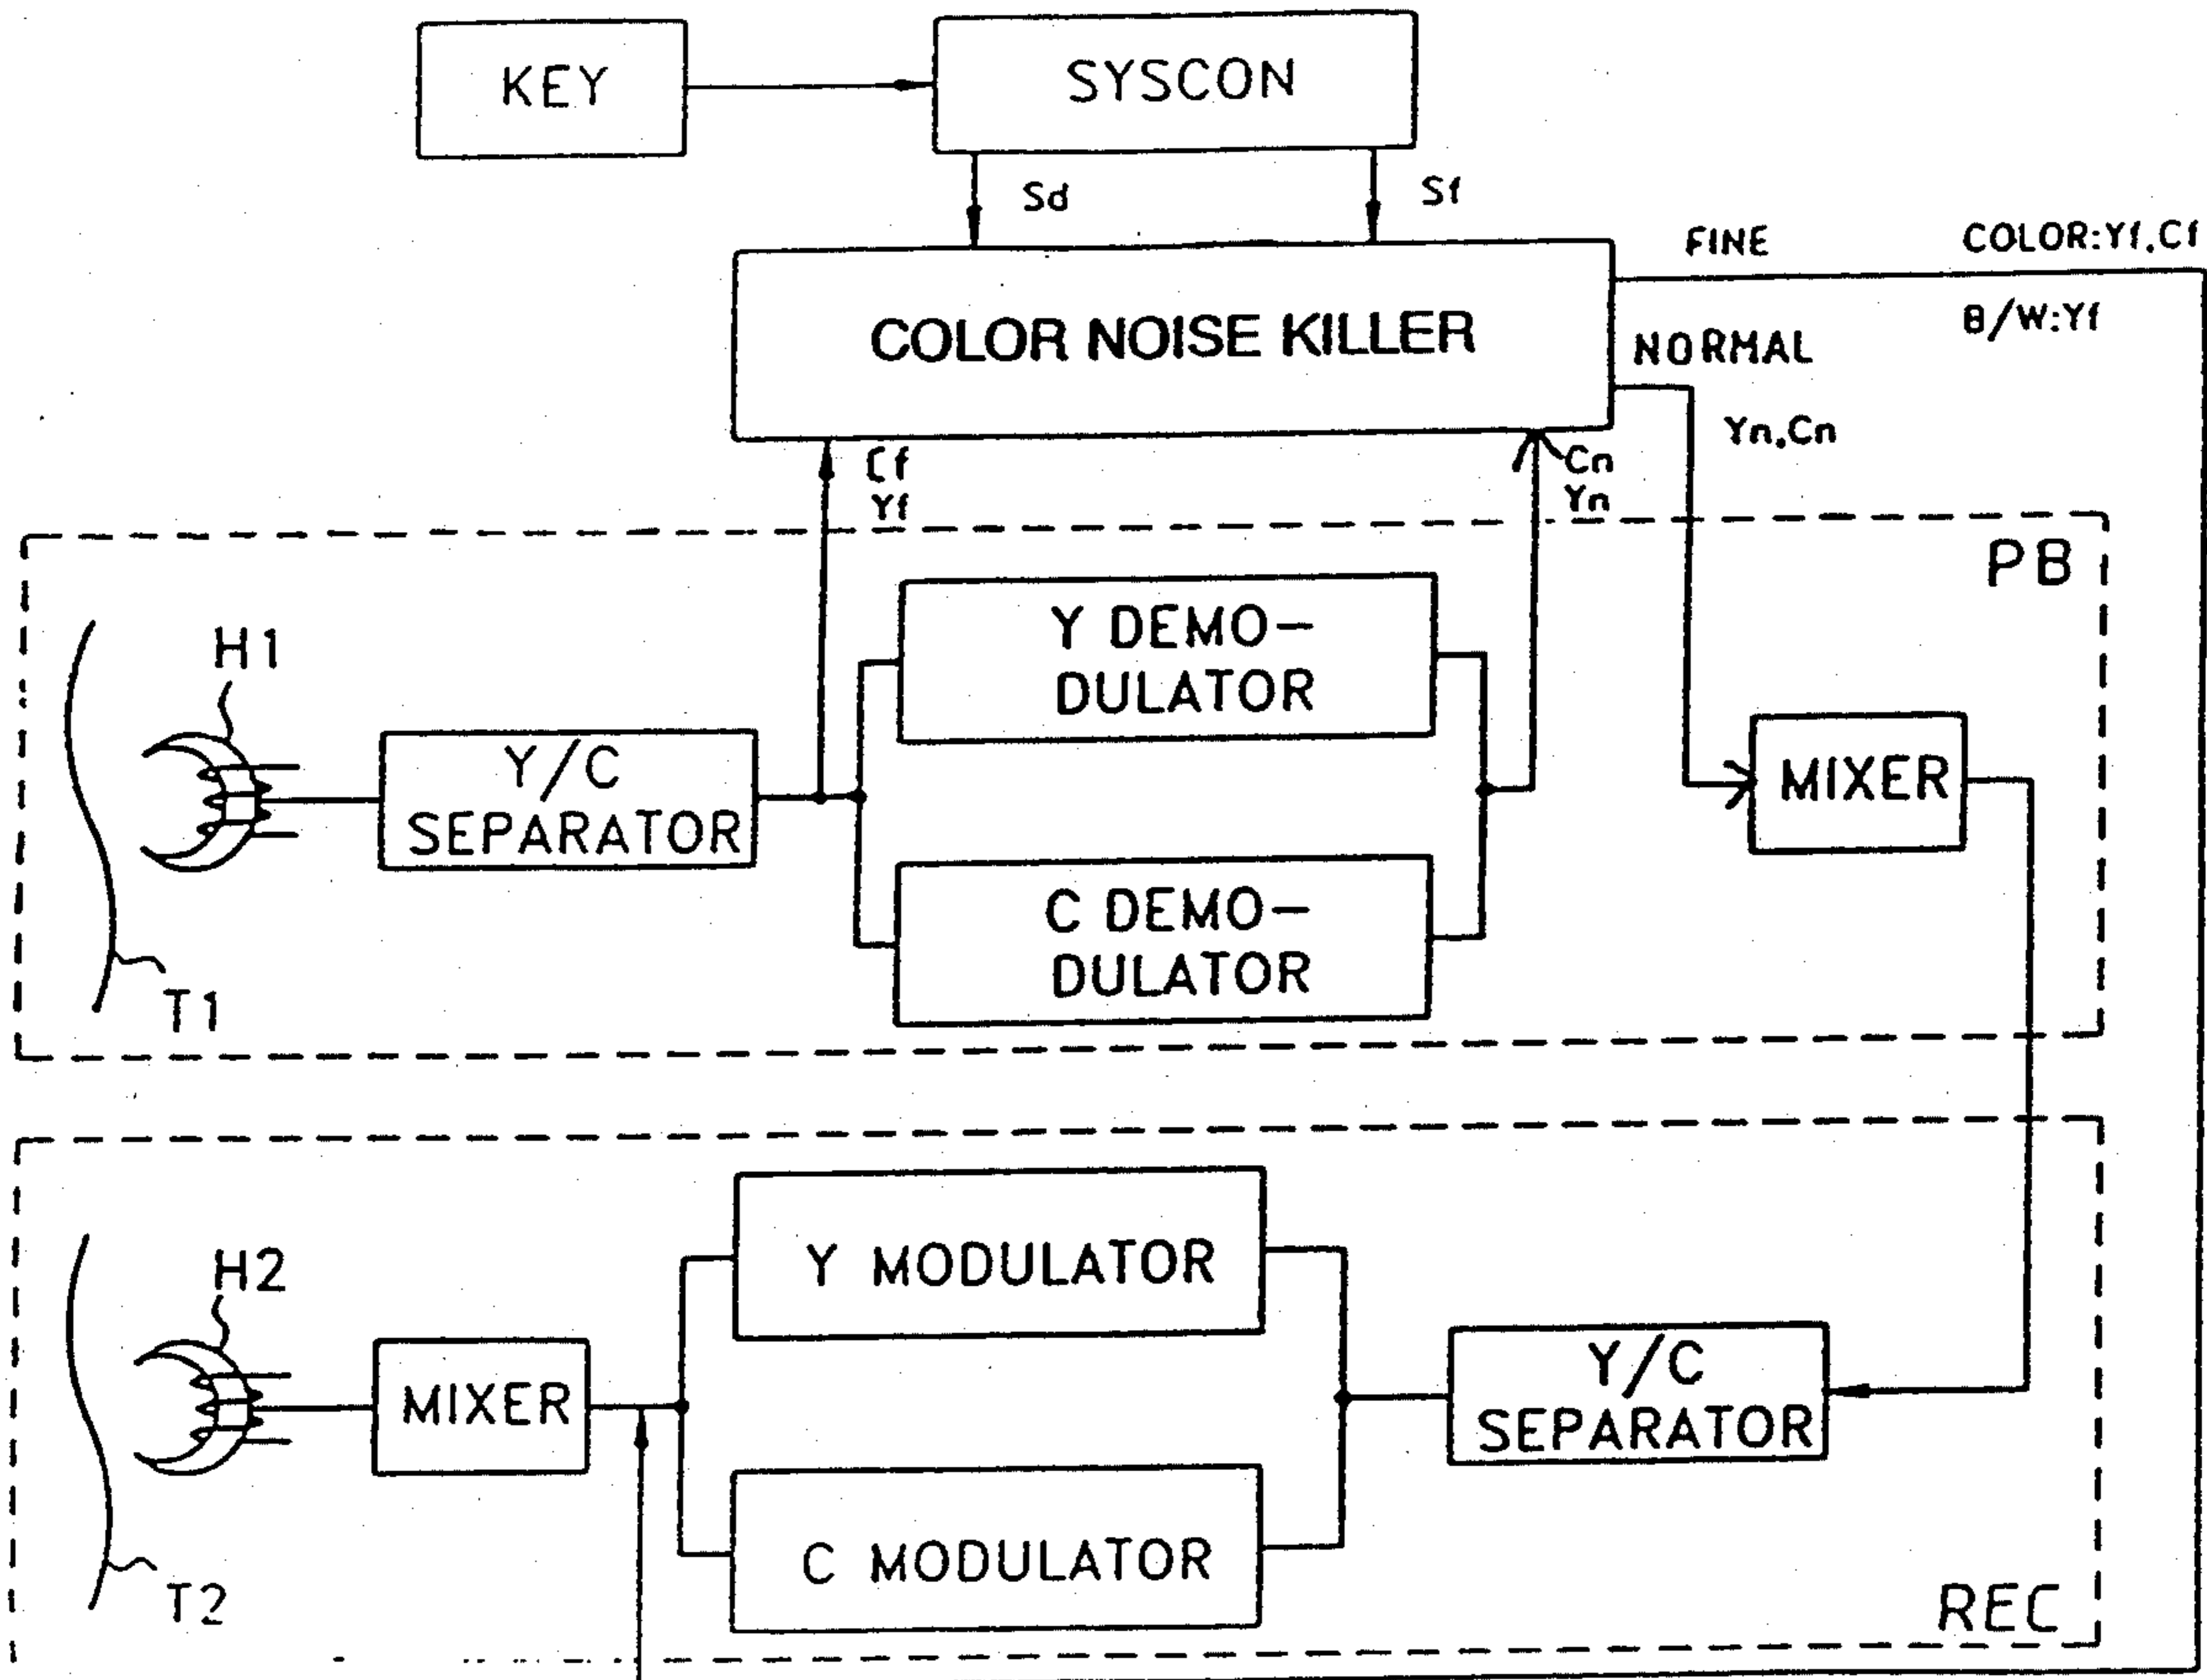 KEY
SYSCON
Sd
Sf
FINE
COLOR:Yf,Cf
B/W:Yf
COLOR NOISE KILLER
NORMAL
Yn,Cn
Cf
Yf
Cn
Yn
PB
H1
Y DEMO-
DULATOR
Y/C
SEPARATOR
MIXER
C DEMO-
DULATOR
T1
H2
Y MODULATOR
MIXER
Y/C
SEPARATOR
C MODULATOR
T2
REC